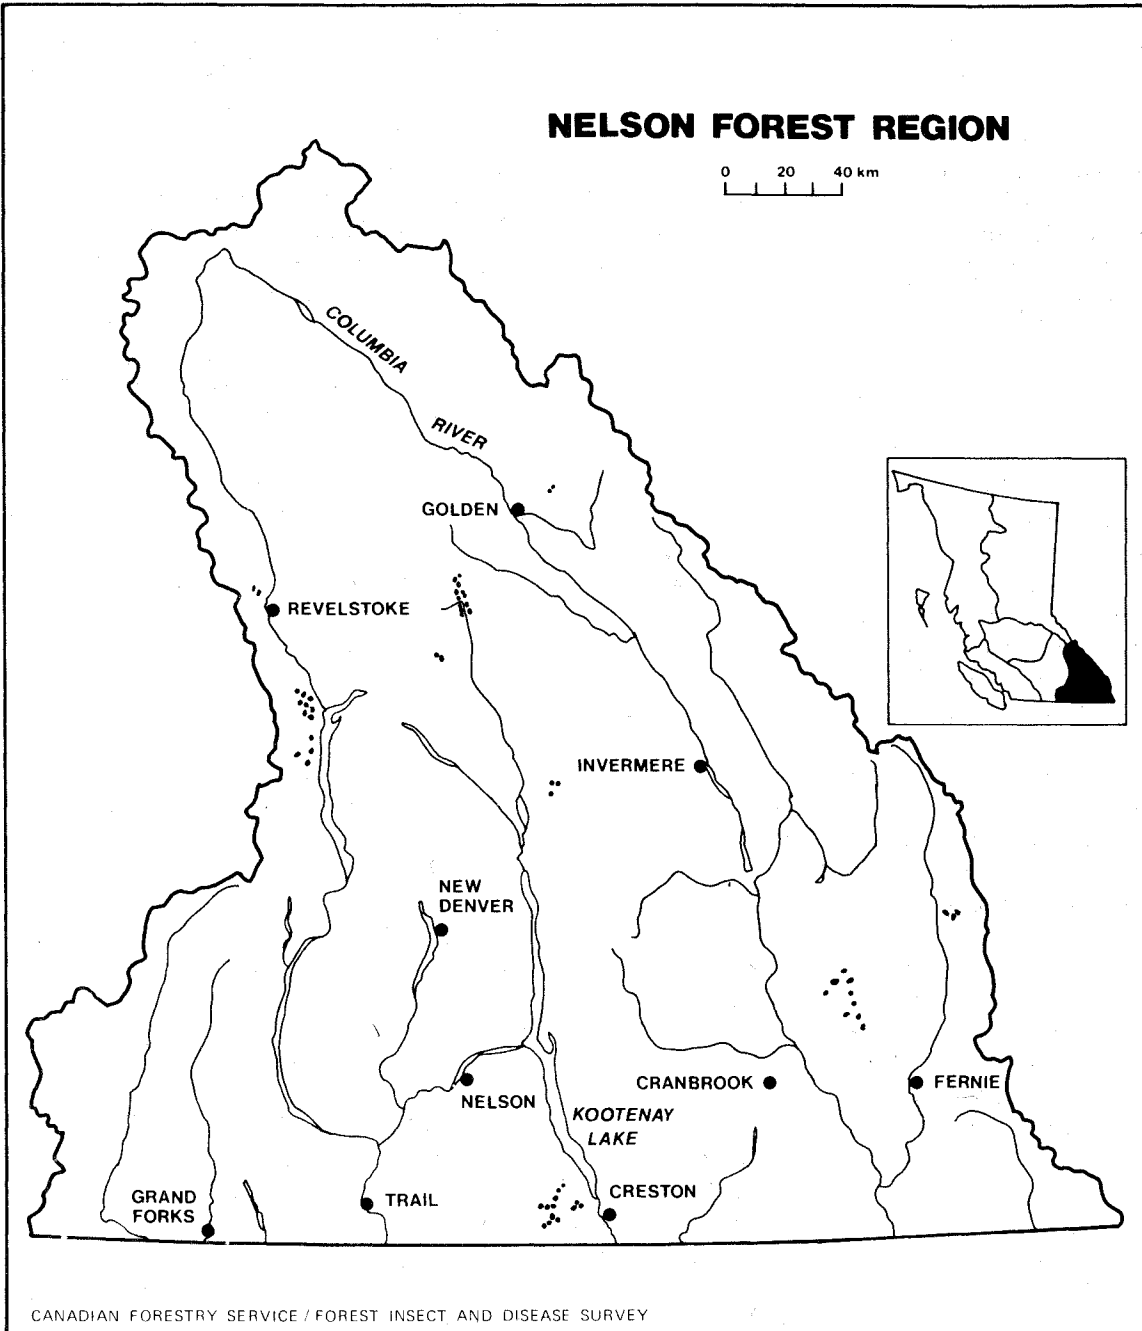 NELSON FOREST REGION
0 20 40 km
COLUMBIA
RIVER
GOLDEN
REVELSTOKE
INVERMERE
NEW
DENVER
CRANBROOK
FERNIE
NELSON
KOOTENAY
LAKE
GRAND
FORKS
TRAIL
CRESTON
CANADIAN FORESTRY SERVICE / FOREST INSECT AND DISEASE SURVEY